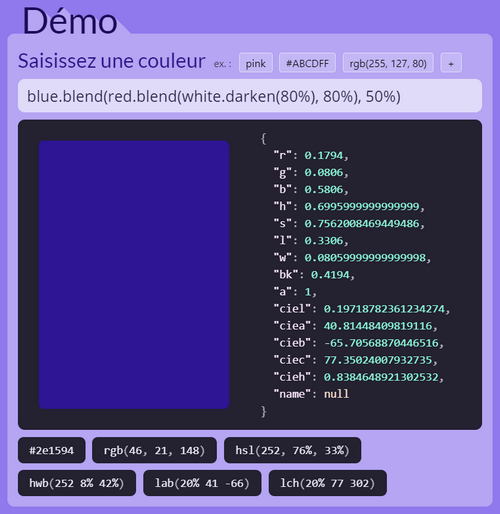 Démo
Saisissez une couleur ex. : pink #ABCDFF rgb(255, 127, 80) +
blue.blend(red.blend(white.darken(80%), 80%), 50%)
{
"r": 0.1794,
"g": 0.0806,
"b": 0.5806,
"h": 0.6995999999999999,
"s": 0.7562008469449486,
"l": 0.3306,
"w": 0.08059999999999998,
"bk": 0.4194,
"a": 1,
"ciel": 0.19718782361234274,
"ciea": 40.81448409819116,
"cieb": -65.70568870446516,
"ciec": 77.35024007932735,
"cieh": 0.8384648921302532,
"name": null
}
#2e1594 rgb(46, 21, 148) hsl(252, 76%, 33%)
hwb(252 8% 42%) lab(20% 41 -66) lch(20% 77 302)